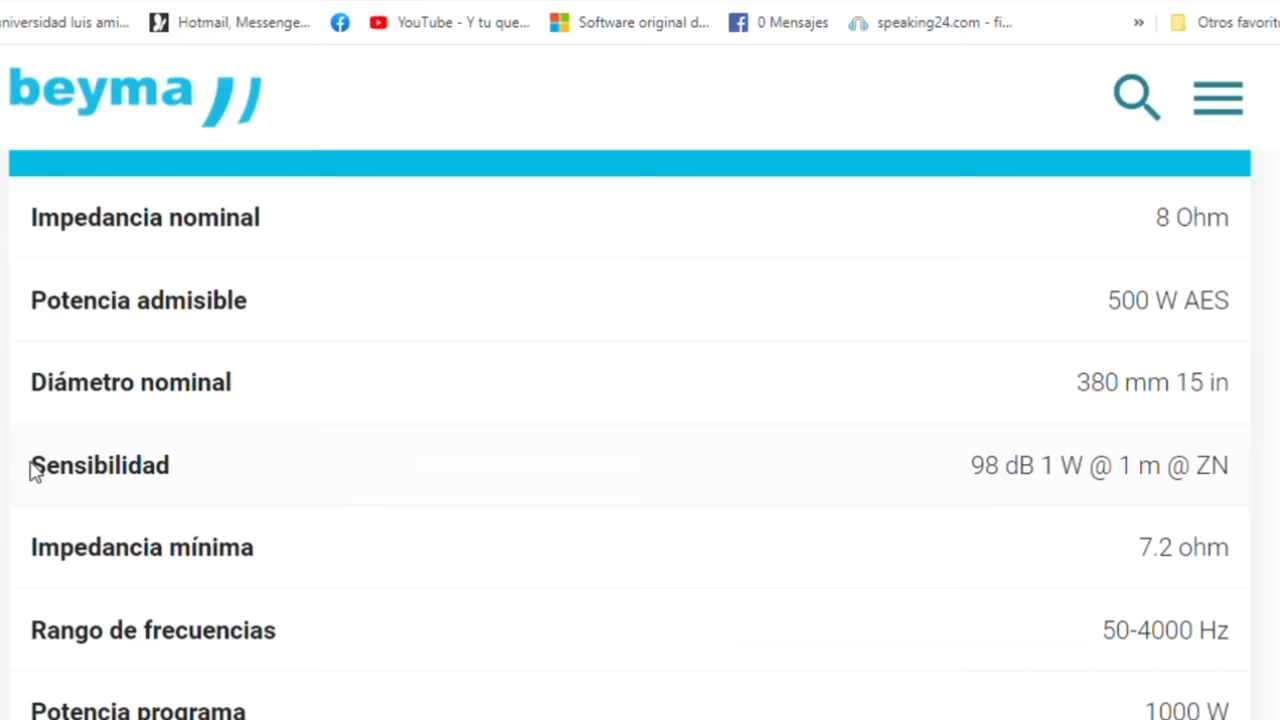 niversidad luis ami... Hotmail, Messenge... YouTube - Y tu que... Software original d... 0 Mensajes speaking24.com - fi... » Otros favorit
beyma
Impedancia nominal 8 Ohm
Potencia admisible 500 W AES
Diámetro nominal 380 mm 15 in
Sensibilidad 98 dB 1 W @ 1 m @ ZN
Impedancia mínima 7.2 ohm
Rango de frecuencias 50-4000 Hz
Potencia programa 1000 W